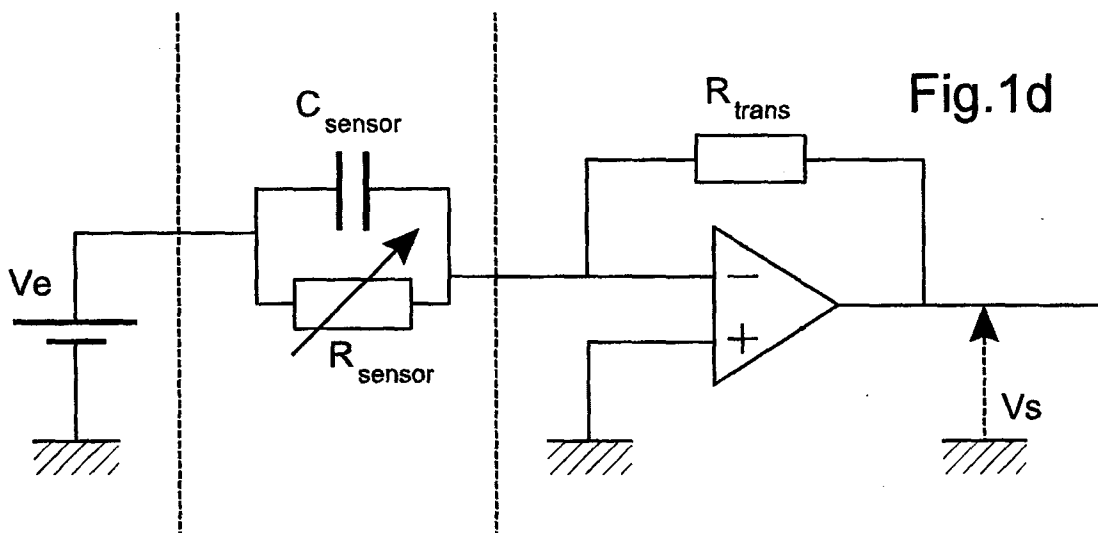 Fig.1d
C sensor
R trans
Ve
R sensor
−
+
Vs